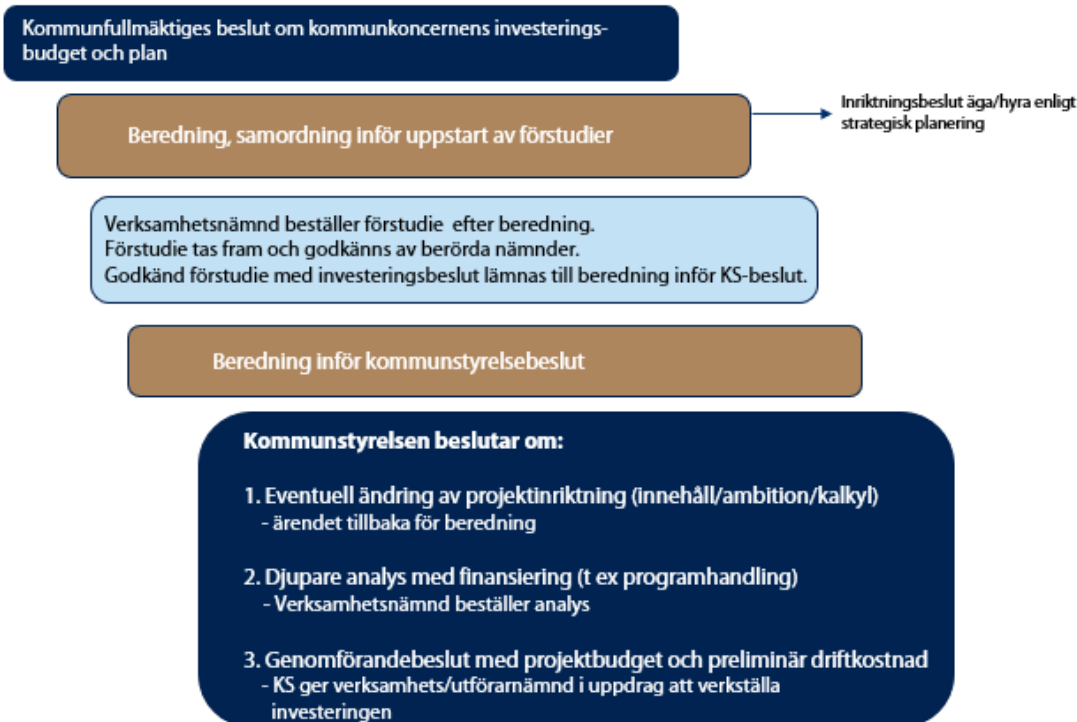 Kommunfullmäktiges beslut om kommunkoncernens investerings-
budget och plan
Beredning, samordning inför uppstart av förstudier
Inriktningsbeslut äga/hyra enligt
strategisk planering
Verksamhetsnämnd beställer förstudie efter beredning.
Förstudie tas fram och godkänns av berörda nämnder.
Godkänd förstudie med investeringsbeslut lämnas till beredning inför KS-beslut.
Beredning inför kommunstyrelsebeslut
Kommunstyrelsen beslutar om:
1. Eventuell ändring av projektinriktning (innehåll/ambition/kalkyl)
- ärendet tillbaka för beredning
2. Djupare analys med finansiering (t ex programhandling)
- Verksamhetsnämnd beställer analys
3. Genomförandebeslut med projektbudget och preliminär driftkostnad
- KS ger verksamhets/utförarnämnd i uppdrag att verkställa
investeringen